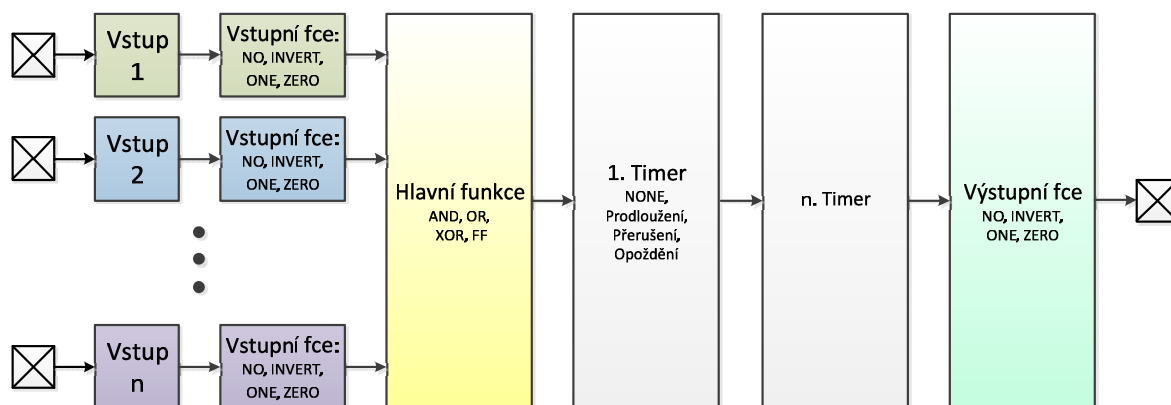 Vstup
1
Vstupní fce:
NO, INVERT,
ONE, ZERO
Vstup
2
Vstupní fce:
NO, INVERT,
ONE, ZERO
Vstup
n
Vstupní fce:
NO, INVERT,
ONE, ZERO
Hlavní funkce
AND, OR,
XOR, FF
1. Timer
NONE,
Prodloužení,
Přerušení,
Opoždění
n. Timer
Výstupní fce
NO, INVERT,
ONE, ZERO